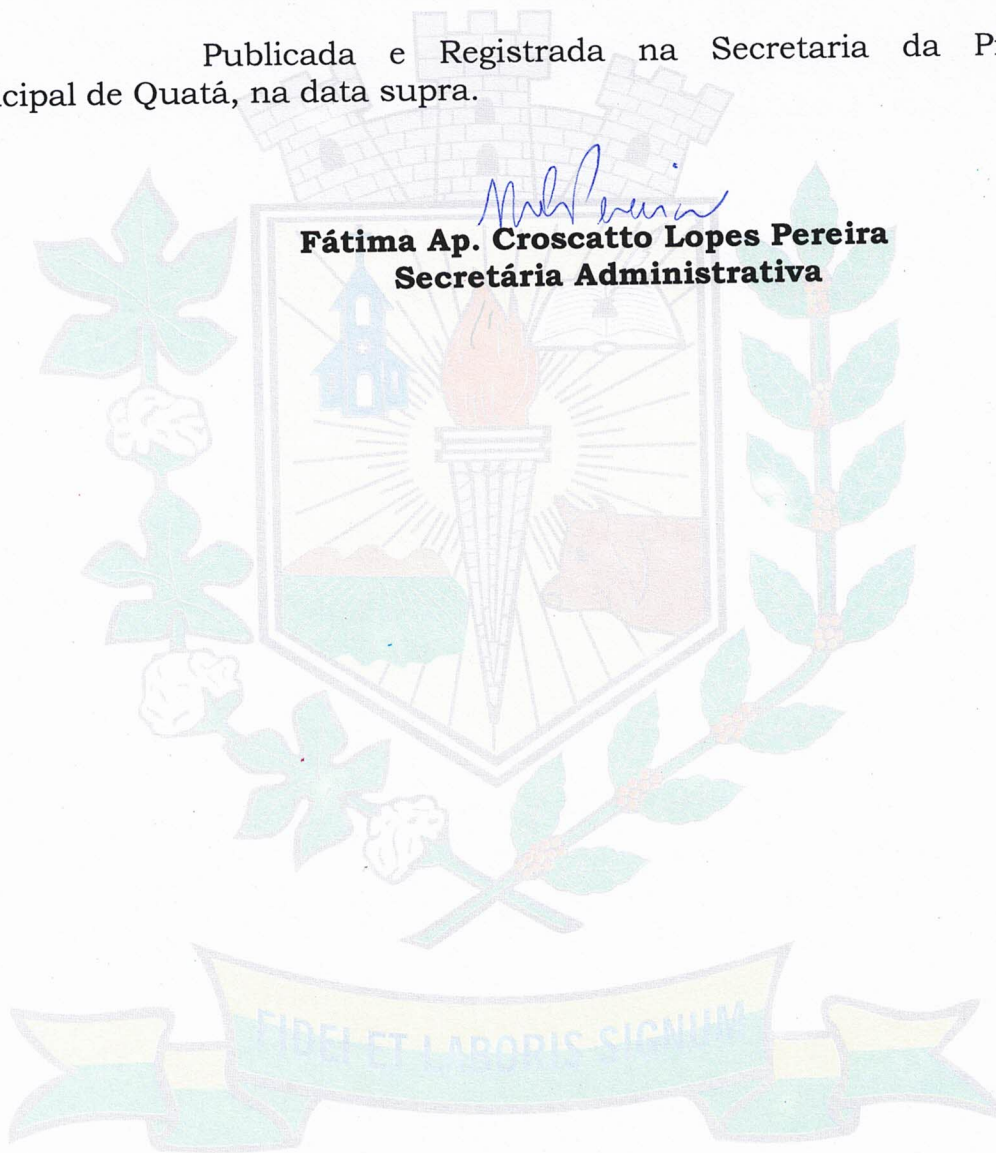 Publicada e Registrada na Secretaria da P
cipal de Quatá, na data supra.
Pereira
Fátima Ap. Croscatto Lopes Pereira
Secretária Administrativa
FIDEI ET LABORIS SIGNUM